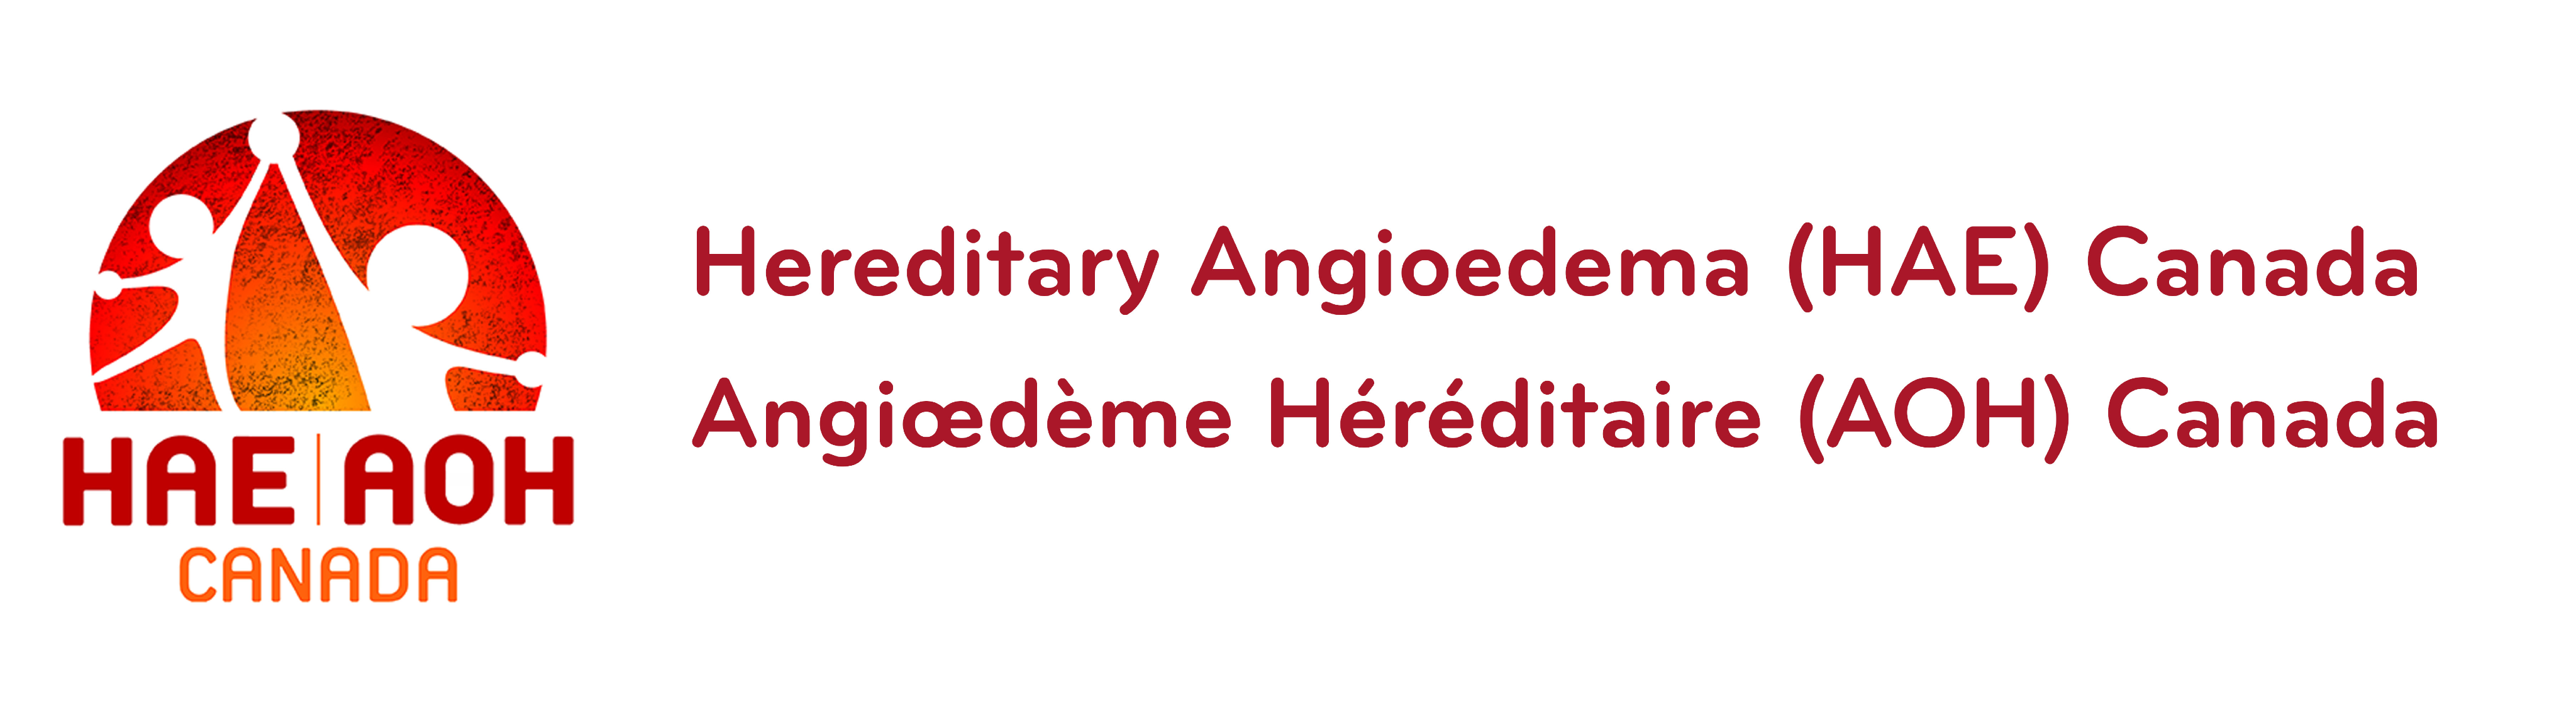 HAE|AOH
CANADA
Hereditary Angioedema (HAE) Canada
Angiœdème Héréditaire (AOH) Canada